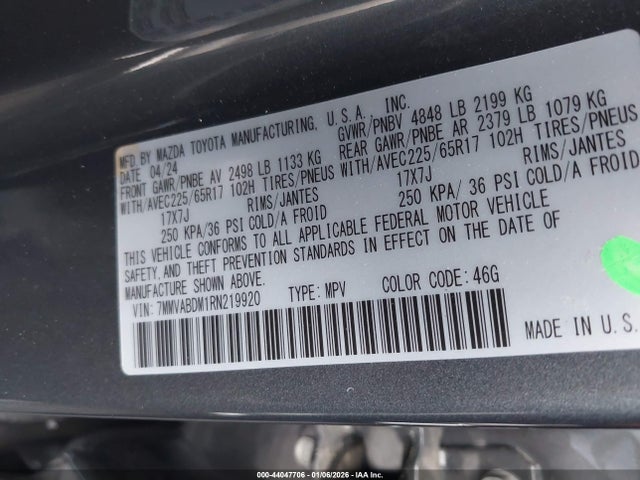 MFD. BY MAZDA TOYOTA MANUFACTURING, U.S.A., INC.
DATE 04/24 GVWR/PNBV 4848 LB 2199 KG
FRONT GAWR/PNBE AV 2498 LB 1133 KG REAR GAWR/PNBE AR 2379 LB 1079 KG
WITH/AVEC225/65R17 102H TIRES/PNEUS WITH/AVEC225/65R17 102H TIRES/PNEUS
17X7J RIMS/JANTES 17X7J RIMS/JANTES
250 KPA/36 PSI COLD/A FROID 250 KPA/ 36 PSI COLD/A FROID
THIS VEHICLE CONFORMS TO ALL APPLICABLE FEDERAL MOTOR VEHICLE
SAFETY, AND THEFT PREVENTION STANDARDS IN EFFECT ON THE DATE OF
MANUFACTURE SHOWN ABOVE.
VIN: 7MMVABDM1RN219920 TYPE: MPV COLOR CODE: 46G
MADE IN U.S.
000-44047706 - 01/06/2026 - IAA Inc.